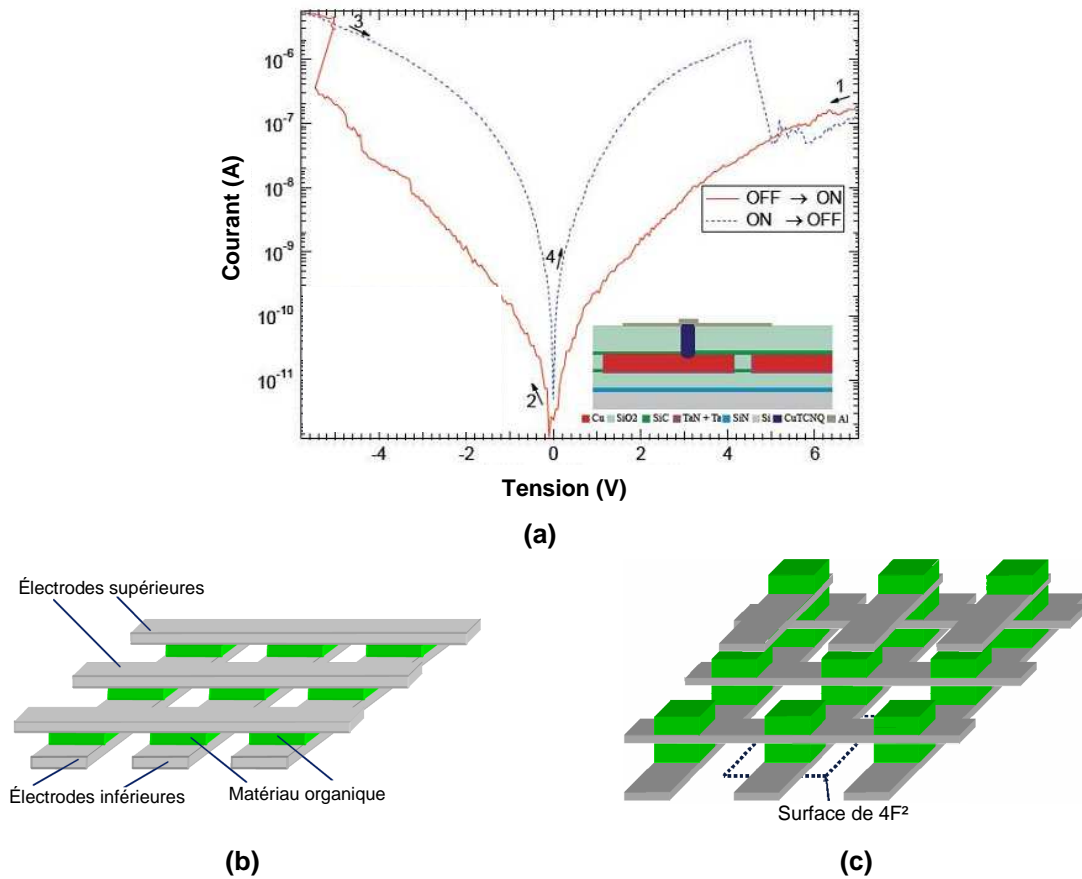 3
1
10⁻⁶
10⁻⁷
10⁻⁸
10⁻⁹
10⁻¹⁰
10⁻¹¹
Courant (A)
OFF → ON
ON → OFF
4
2
Cu SiO2 SiC TaN + Ta SiN Si CuTCNQ Al
-4 -2 0 2 4 6
Tension (V)
(a)
Électrodes supérieures
Électrodes inférieures
Matériau organique
Surface de 4F²
(b)
(c)